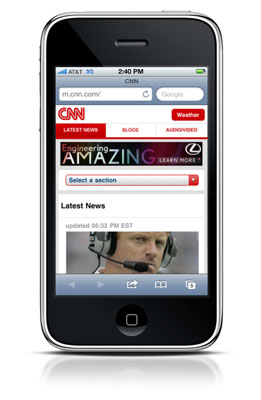 AT&T 3G 2:40 PM
CNN
m.cnn.com/ Google
CNN Weather
LATEST NEWS BLOGS AUDIO/VIDEO
Engineering
AMAZING
LEXUS
LEARN MORE
Select a section
Latest News
updated 05:32 PM EST
5